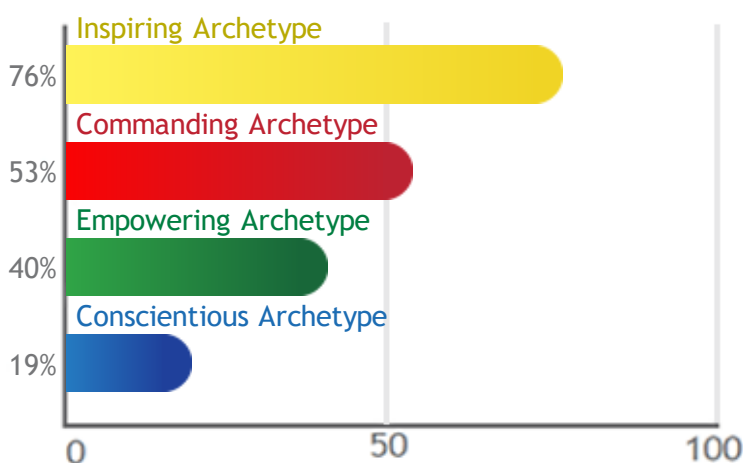 Inspiring Archetype
76%
Commanding Archetype
53%
Empowering Archetype
40%
Conscientious Archetype
19%
0 50 100